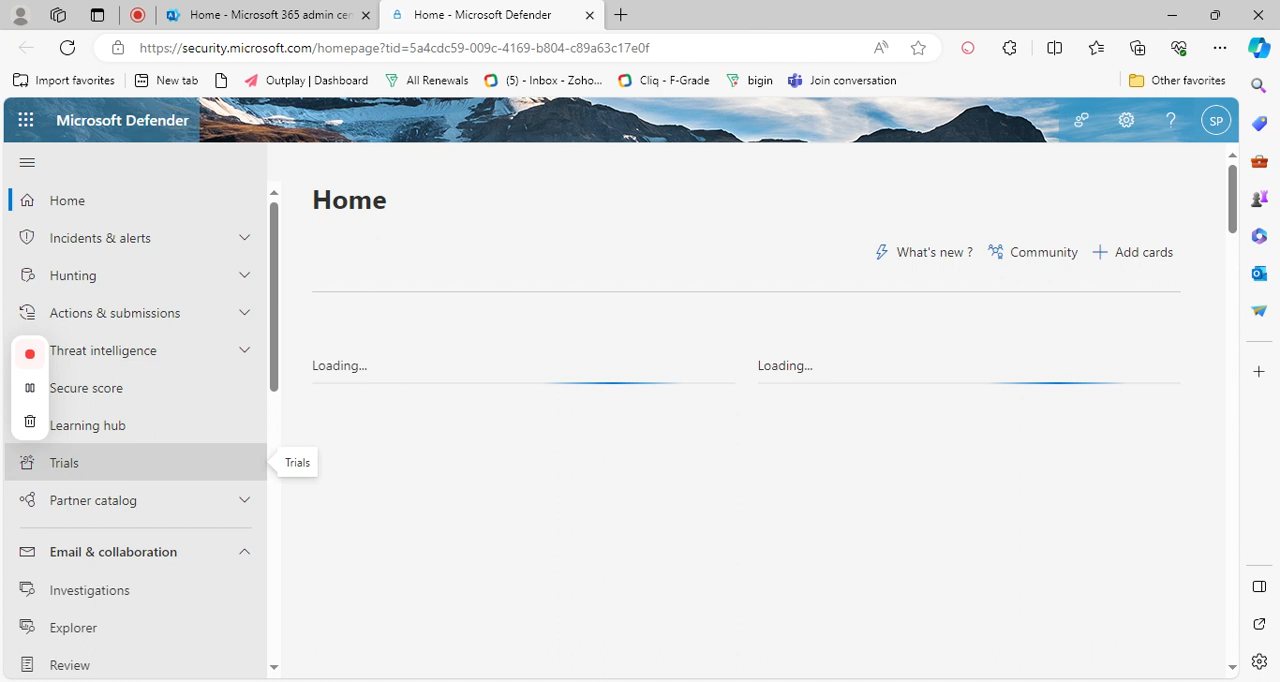 Home - Microsoft 365 admin cen
Home - Microsoft Defender
https://security.microsoft.com/homepage?tid=5a4cdc59-009c-4169-b804-c89a63c17e0f
Import favorites
New tab
Outplay | Dashboard
All Renewals
(5) - Inbox - Zoho...
Cliq - F-Grade
bigin
Join conversation
Other favorites
Microsoft Defender
SP
Home
Incidents & alerts
Hunting
Actions & submissions
Threat intelligence
Secure score
Learning hub
Trials
Partner catalog
Email & collaboration
Investigations
Explorer
Review
Trials
Home
What's new ?
Community
Add cards
Loading...
Loading...